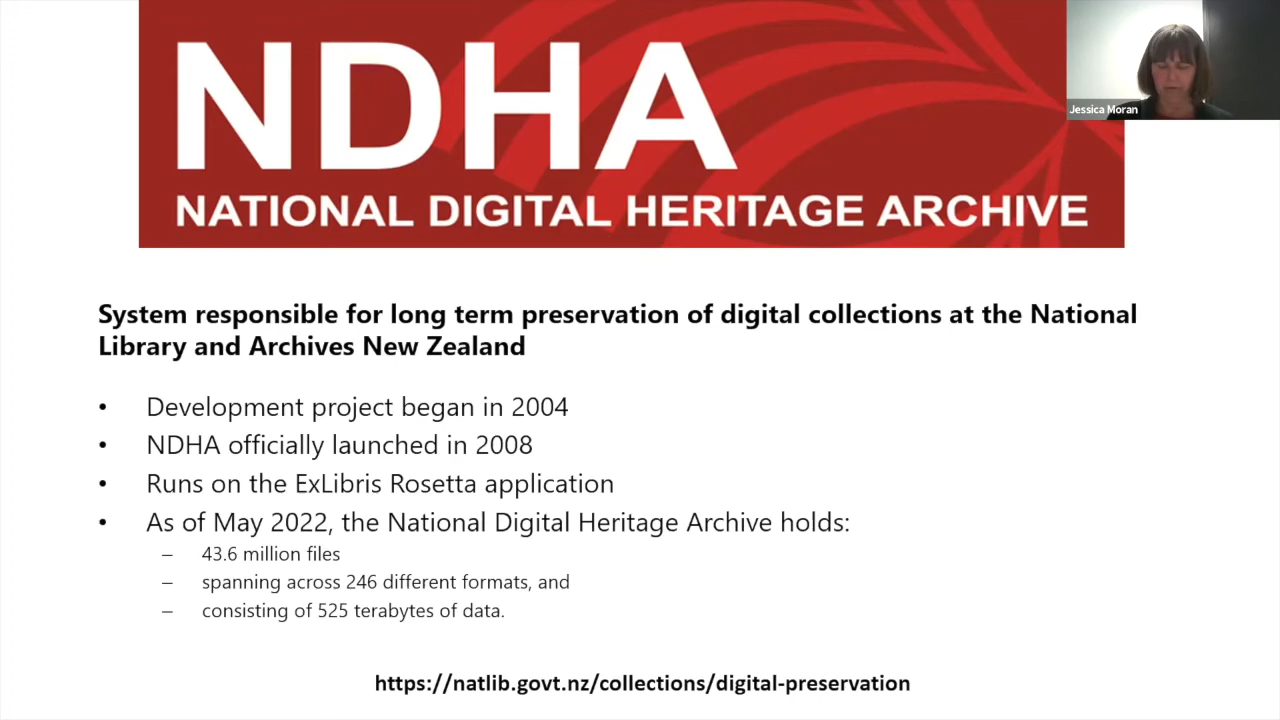 NDHA
NATIONAL DIGITAL HERITAGE ARCHIVE
Jessica Moran
System responsible for long term preservation of digital collections at the National
Library and Archives New Zealand
• Development project began in 2004
• NDHA officially launched in 2008
• Runs on the ExLibris Rosetta application
• As of May 2022, the National Digital Heritage Archive holds:
– 43.6 million files
– spanning across 246 different formats, and
– consisting of 525 terabytes of data.
https://natlib.govt.nz/collections/digital-preservation